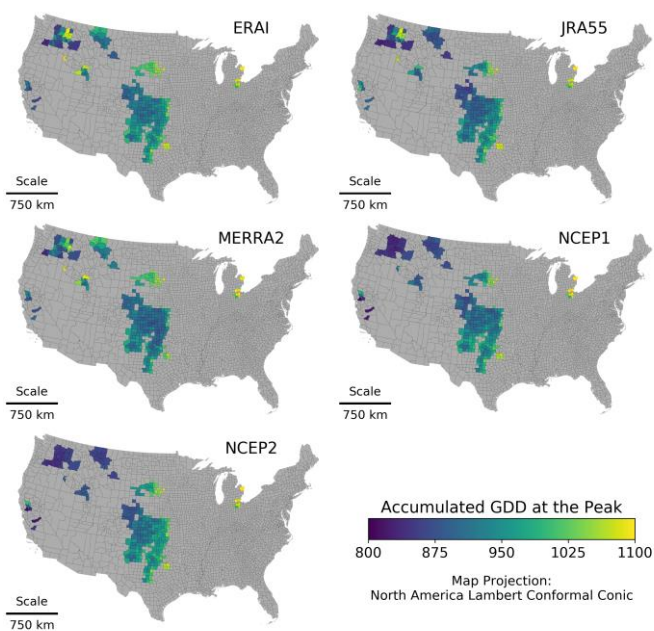 ERAI
JRA55
Scale
750 km
Scale
750 km
MERRA2
NCEP1
Scale
750 km
Scale
750 km
NCEP2
Scale
750 km
Accumulated GDD at the Peak
800 875 950 1025 1100
Map Projection:
North America Lambert Conformal Conic